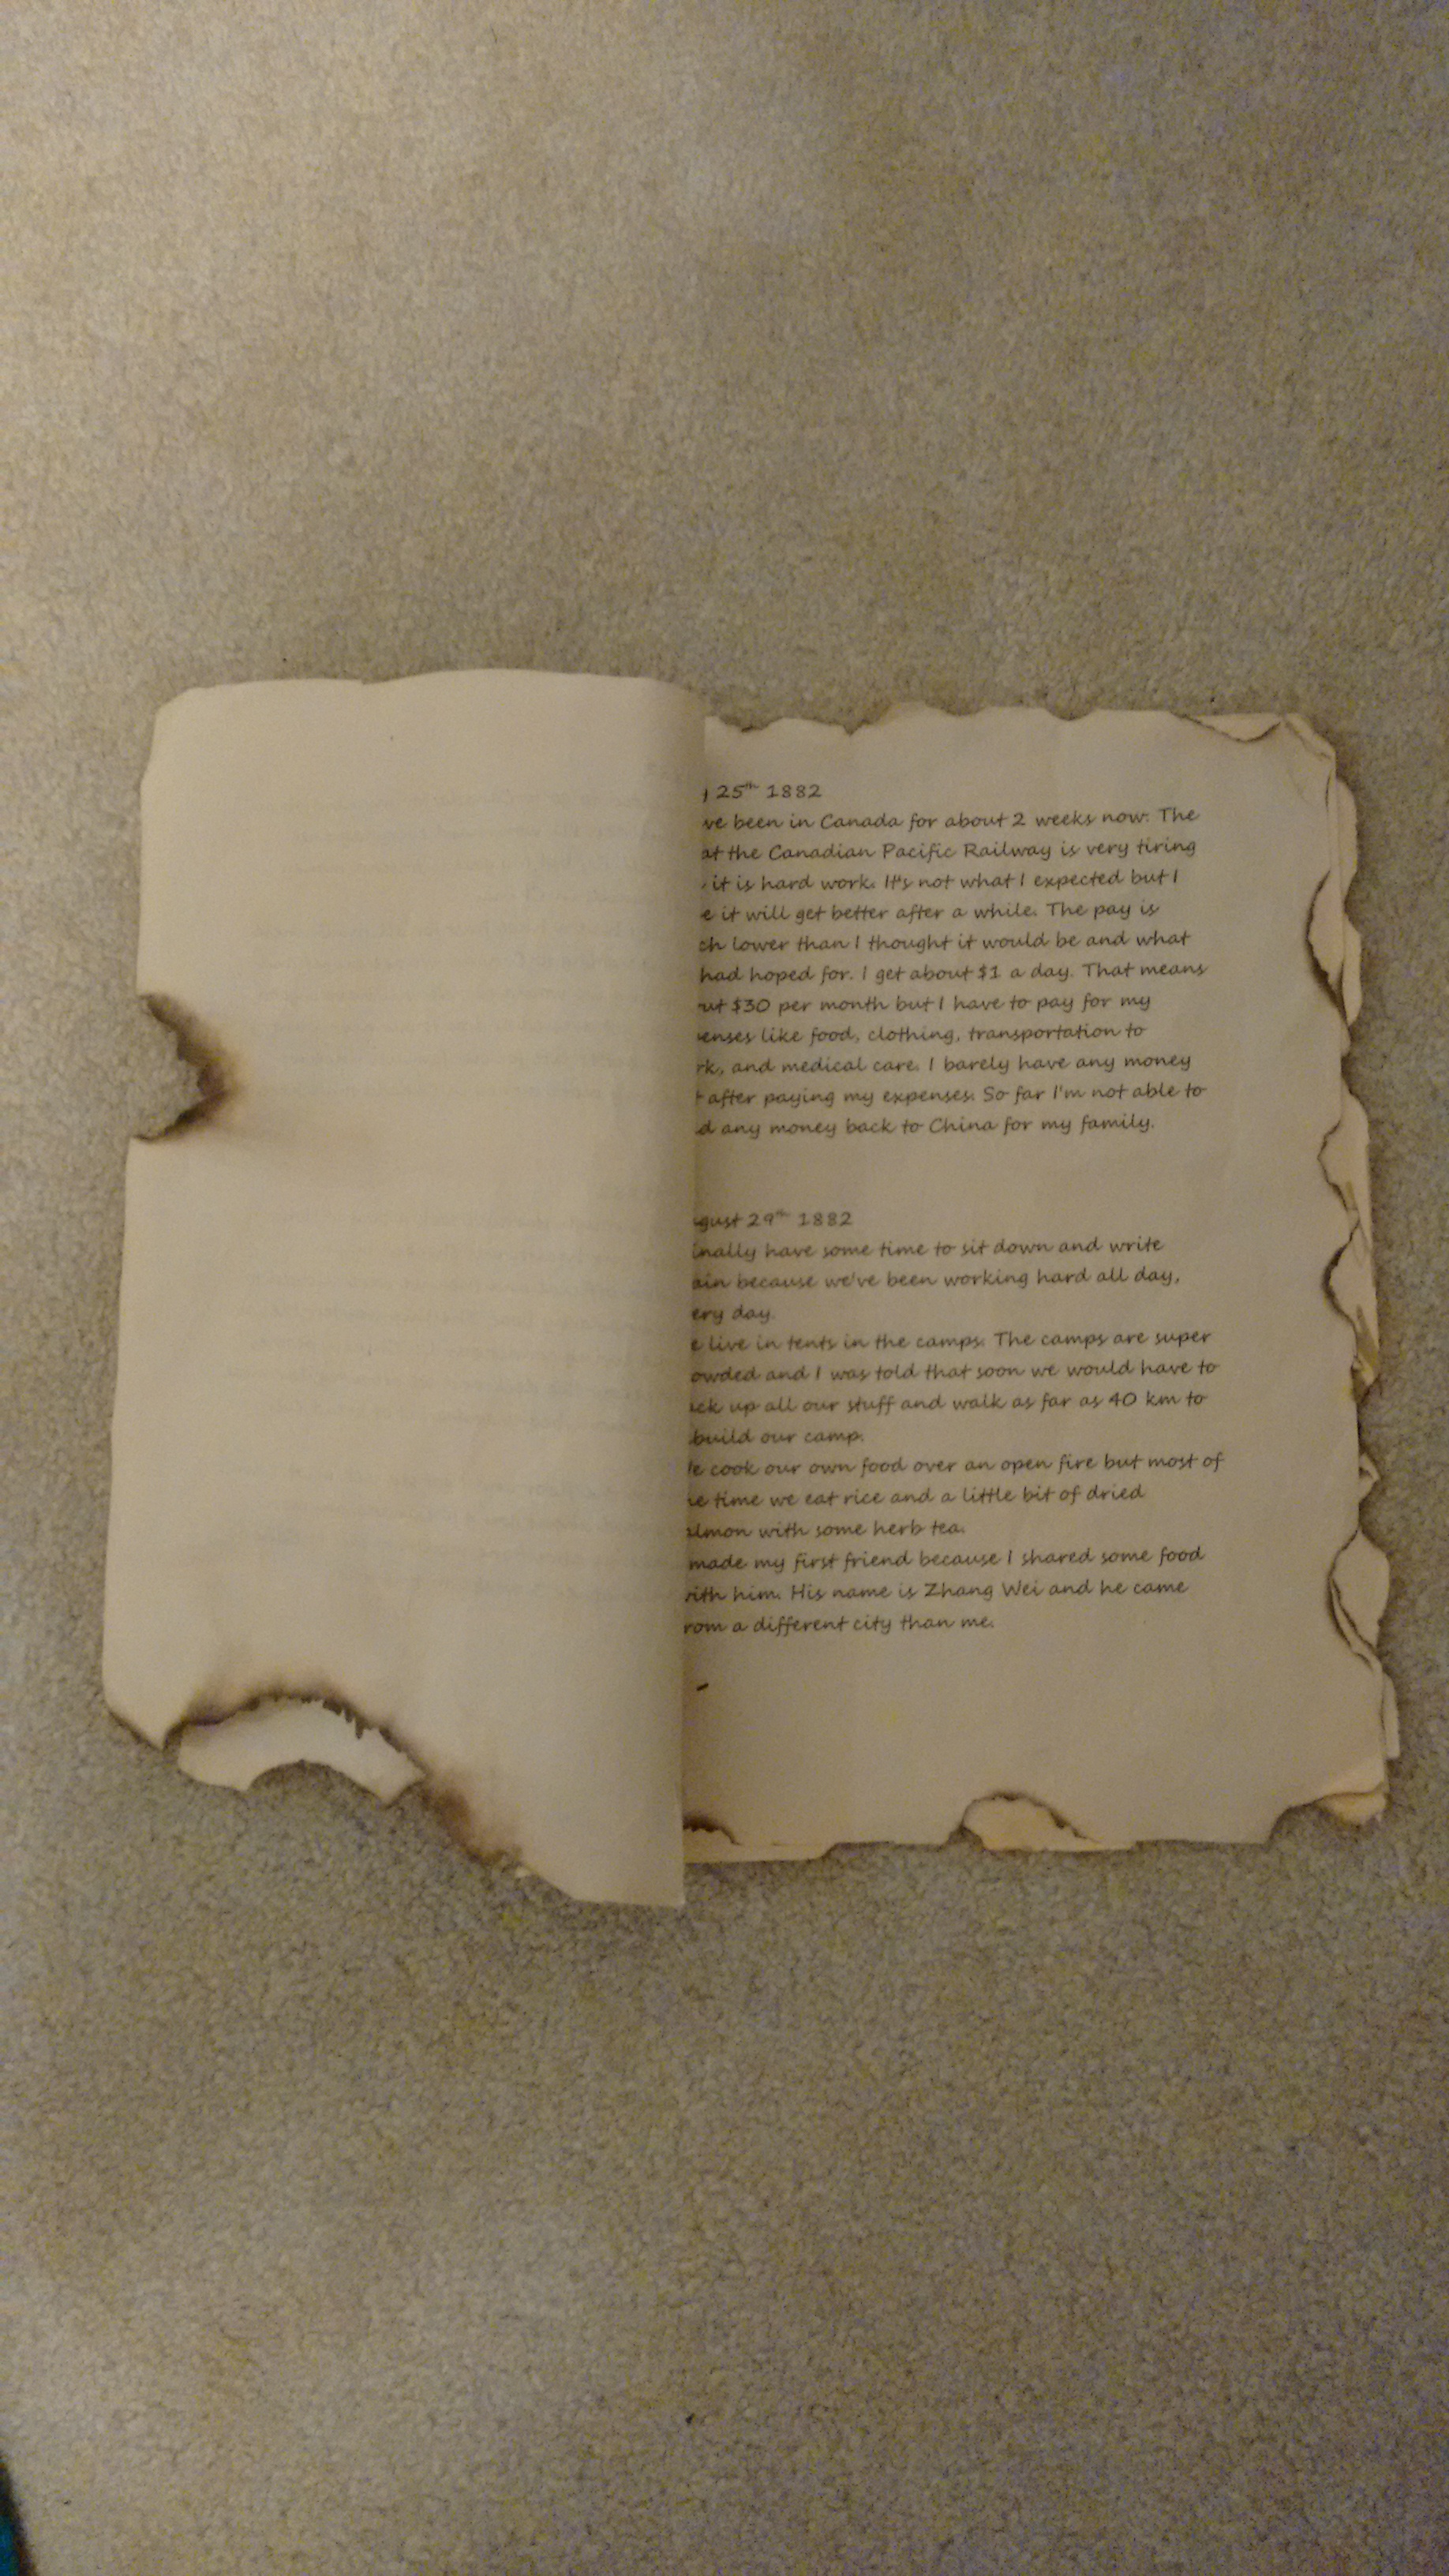 25th 1882
ve been in Canada for about 2 weeks now. The
at the Canadian Pacific Railway is very tiring
it is hard work. It's not what I expected but I
e it will get better after a while. The pay is
ch lower than I thought it would be and what
had hoped for. I get about $1 a day. That means
ut $30 per month but I have to pay for my
enses like food, clothing, transportation to
rk, and medical care. I barely have any money
t after paying my expenses. So far I'm not able to
d any money back to China for my family.
gust 29th 1882
inally have some time to sit down and write
ain because we've been working hard all day,
ery day.
e live in tents in the camps. The camps are super
owded and I was told that soon we would have to
ack up all our stuff and walk as far as 40 km to
build our camp.
e cook our own food over an open fire but most of
e time we eat rice and a little bit of dried
almon with some herb tea.
made my first friend because I shared some food
ith him. His name is Zhang Wei and he came
rom a different city than me.